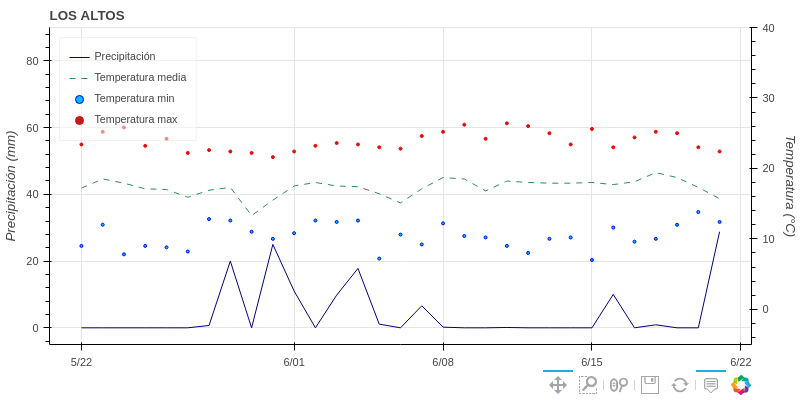 LOS ALTOS
Precipitación
Temperatura media
Temperatura min
Temperatura max
Precipitación (mm)
80
60
40
20
0
Temperatura (°C)
40
30
20
10
0
5/22
6/01
6/08
6/15
6/22